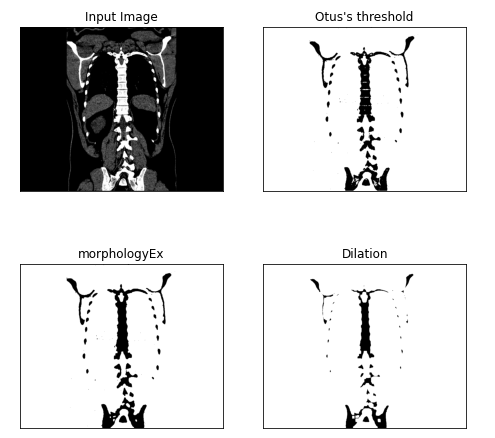 Input Image
Otus's threshold
morphologyEx
Dilation